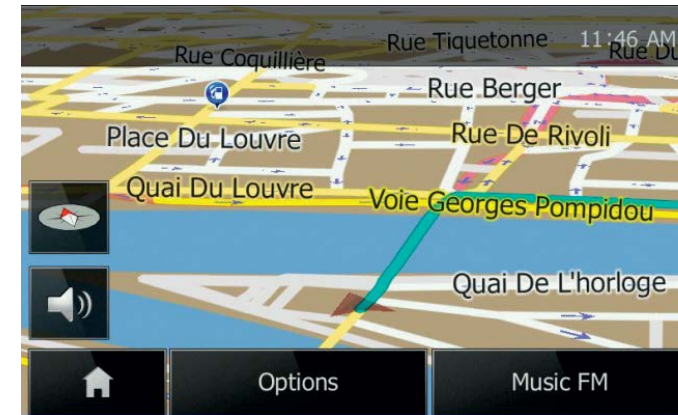 Rue Coquillière
Rue Tiquetonne
11:46 AM
Rue Du
Rue Berger
Place Du Louvre
Rue De Rivoli
Quai Du Louvre
Voie Georges Pompidou
Quai De L'horloge
Options
Music FM